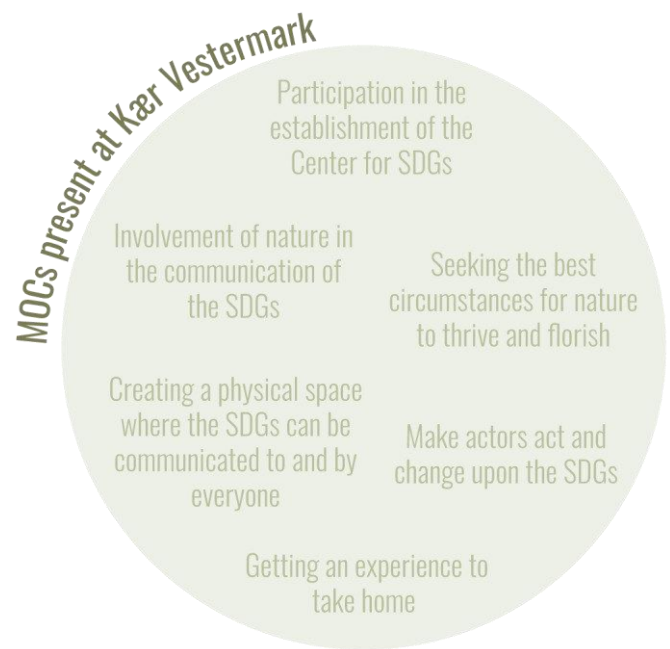 MOCs present at Kær Vestermark
Participation in the
establishment of the
Center for SDGs
Involvement of nature in
the communication of
the SDGs
Seeking the best
circumstances for nature
to thrive and florish
Creating a physical space
where the SDGs can be
communicated to and by
everyone
Make actors act and
change upon the SDGs
Getting an experience to
take home